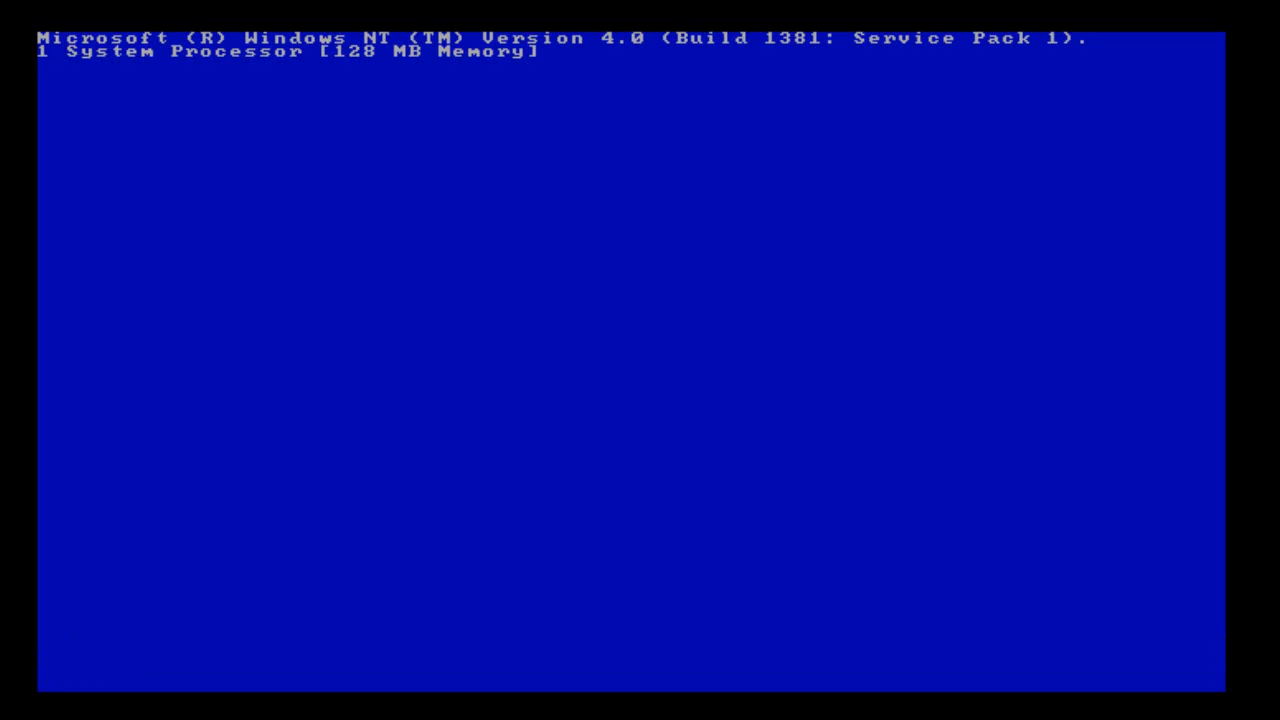 Microsoft (R) Windows NT (TM) Version 4.0 (Build 1381: Service Pack 1).
1 System Processor [128 MB Memory]